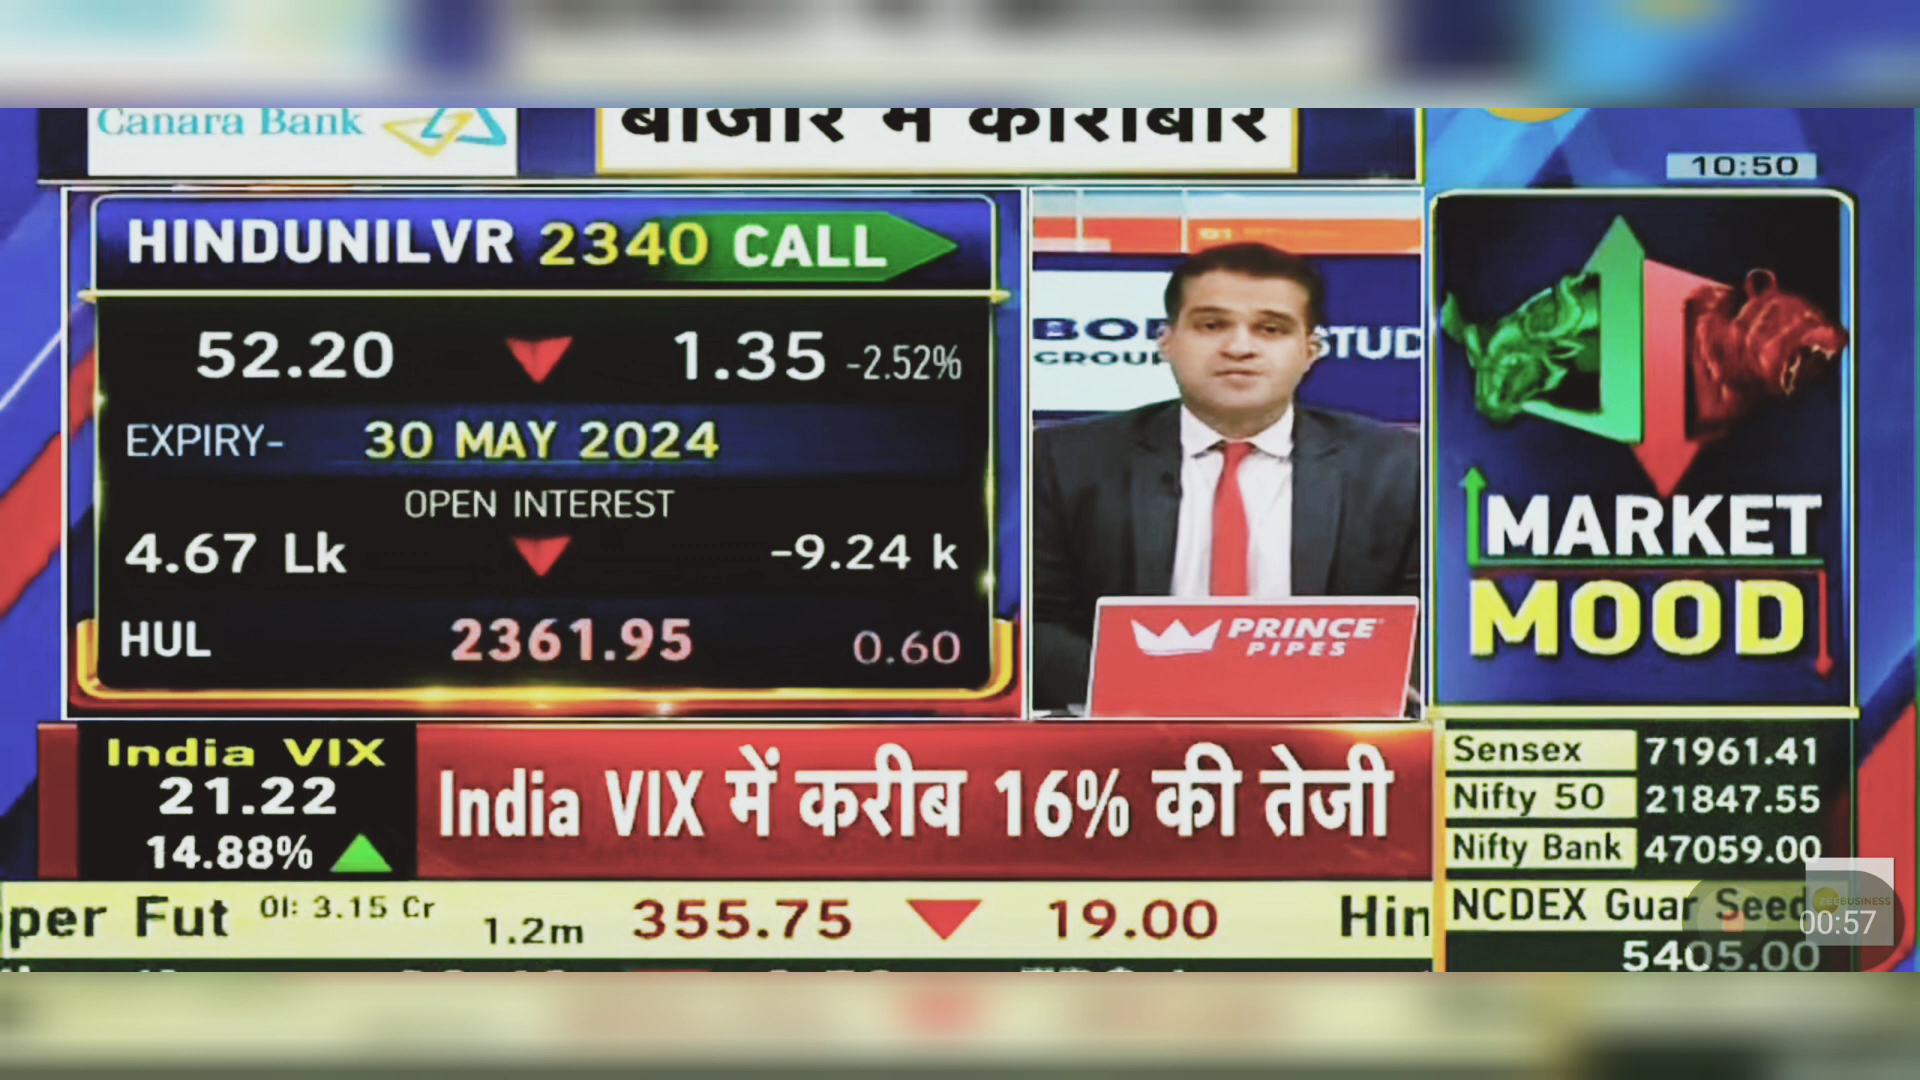 Canara Bank
बाजार में कारोबार
10:50
HINDUNILVR 2340 CALL
52.20 1.35 -2.52%
EXPIRY- 30 MAY 2024
OPEN INTEREST
4.67 Lk -9.24 k
HUL 2361.95 0.60
GROUP
STUD
PRINCE
PIPES
MARKET
MOOD
India VIX
21.22
14.88%
India VIX में करीब 16% की तेजी
Sensex 71961.41
Nifty 50 21847.55
Nifty Bank 47059.00
NCDEX Guar Seed
5405.00
per Fut OI: 3.15 Cr 1.2m 355.75 19.00 Hin
ZEEBUSINESS
00:57